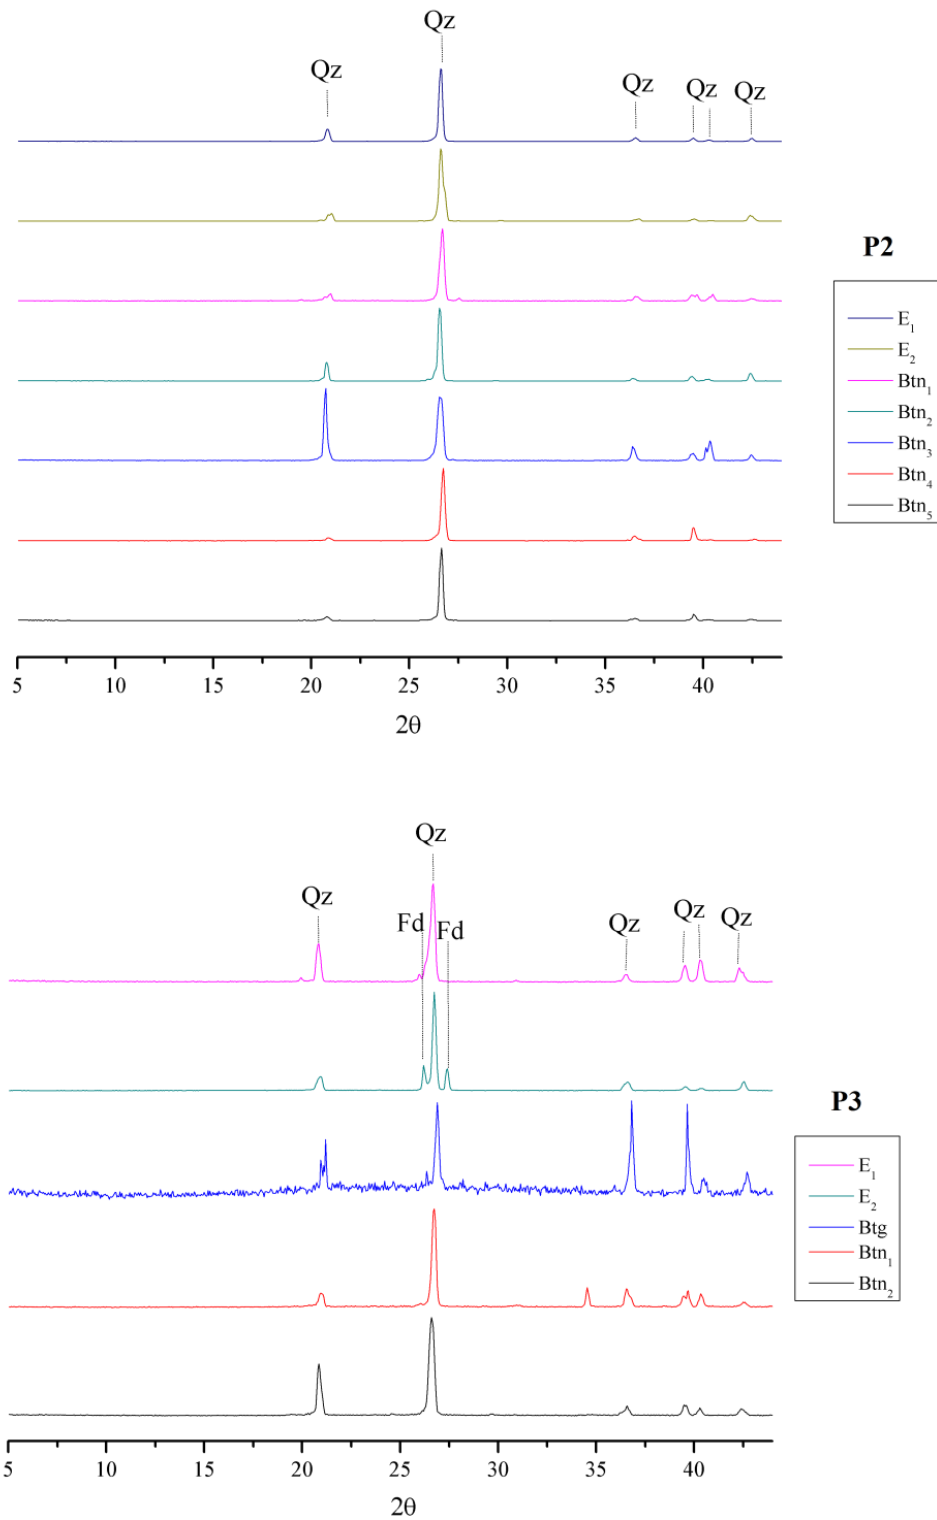 Qz
Qz
Qz
Qz
Qz
P2
E₁
E₂
Btn₁
Btn₂
Btn₃
Btn₄
Btn₅
5 10 15 20 25 30 35 40
2θ
Qz
Qz
Fd
Fd
Qz
Qz
Qz
P3
E₁
E₂
Btg
Btn₁
Btn₂
5 10 15 20 25 30 35 40
2θ